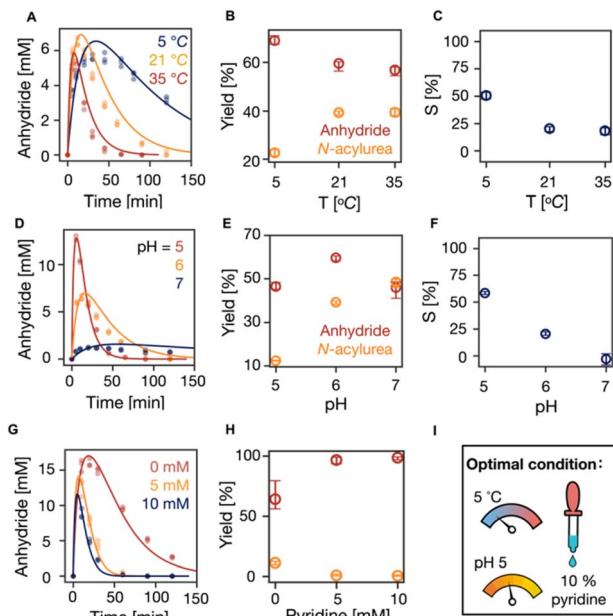 A
5 °C
21 °C
35 °C
Anhydride [mM]
6
4
2
0
0 50 100 150
Time [min]
B
Yield [%]
60
40
20
Anhydride
N-acylurea
5 21 35
T [°C]
C
S [%]
100
75
50
25
0
5 21 35
T [°C]
D
pH = 5
6
7
Anhydride [mM]
10
5
0
0 50 100 150
Time [min]
E
Yield [%]
70
50
30
10
Anhydride
N-acylurea
5 6 7
pH
F
S [%]
100
75
50
25
0
5 6 7
pH
G
0 mM
5 mM
10 mM
Anhydride [mM]
15
10
5
0
0 50 100 150
Time [min]
H
Yield [%]
100
50
0
0 5 10
Pyridine [mM]
I
Optimal condition:
5 °C
pH 5
10 %
pyridine